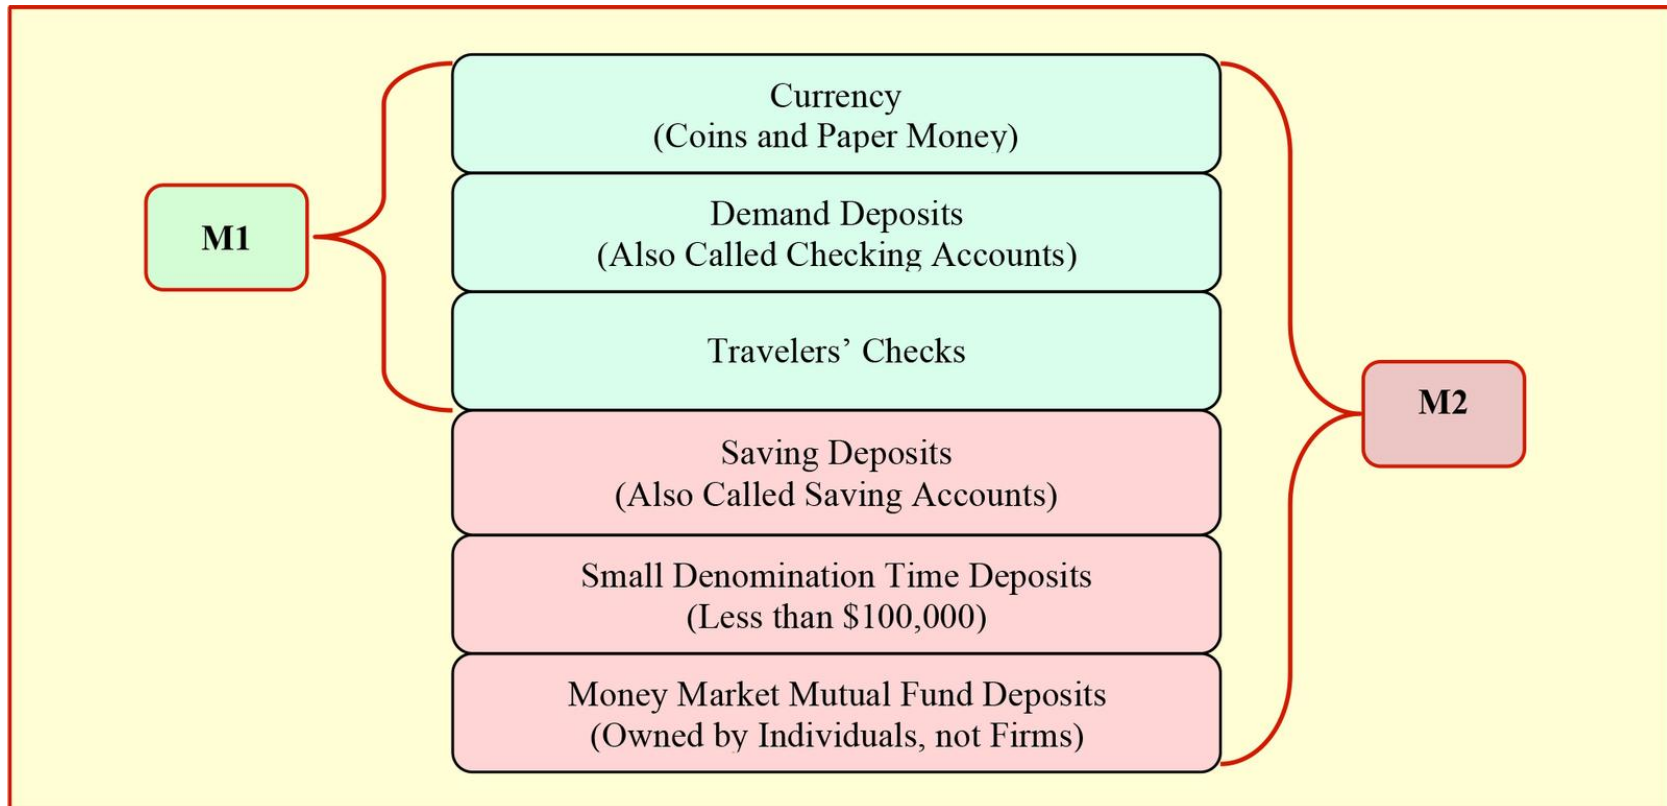 Currency
(Coins and Paper Money)
M1
Demand Deposits
(Also Called Checking Accounts)
Travelers’ Checks
M2
Saving Deposits
(Also Called Saving Accounts)
Small Denomination Time Deposits
(Less than $100,000)
Money Market Mutual Fund Deposits
(Owned by Individuals, not Firms)